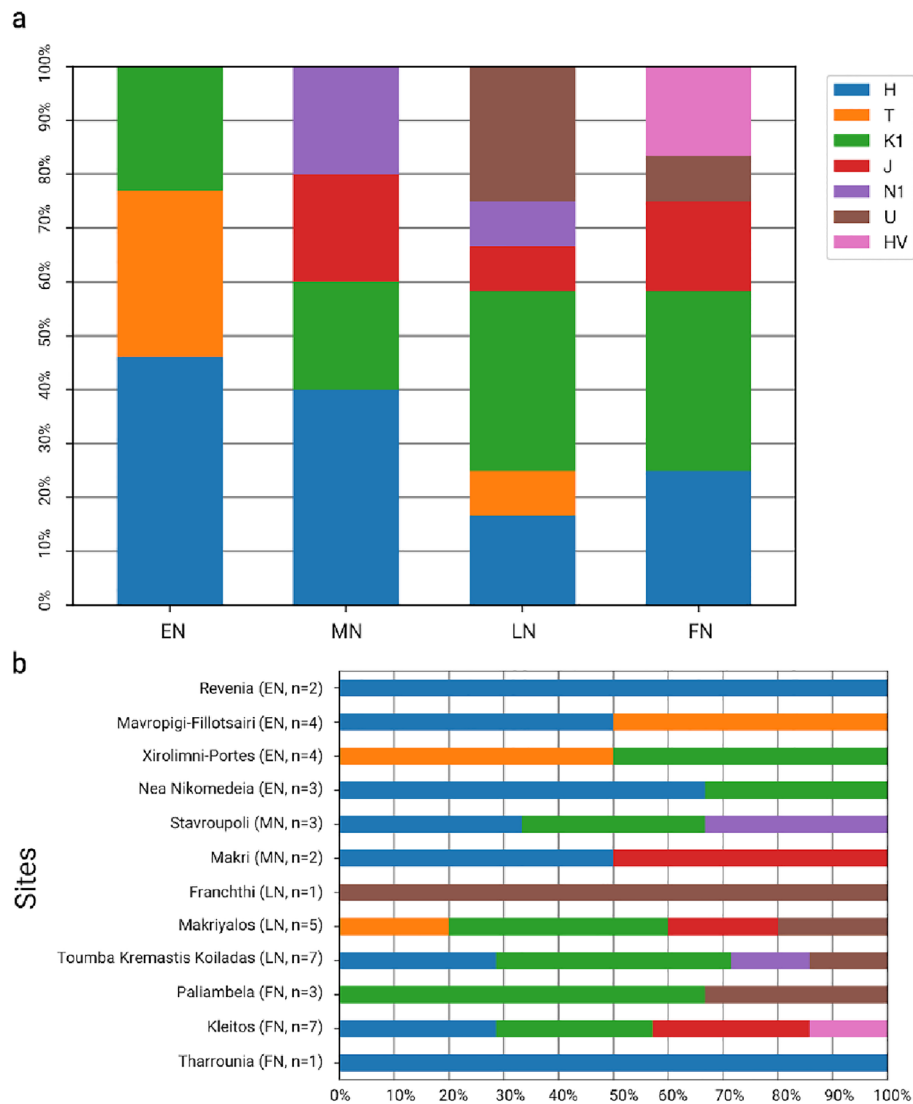 a
100%
90%
80%
70%
60%
50%
40%
30%
20%
10%
0%
EN MN LN FN
H
T
K1
J
N1
U
HV
b
Sites
Revenia (EN, n=2)
Mavropigi-Fillotsairi (EN, n=4)
Xirolimni-Portes (EN, n=4)
Nea Nikomedeia (EN, n=3)
Stavroupoli (MN, n=3)
Makri (MN, n=2)
Franchthi (LN, n=1)
Makriyalos (LN, n=5)
Toumba Kremastis Koiladas (LN, n=7)
Paliambela (FN, n=3)
Kleitos (FN, n=7)
Tharrounia (FN, n=1)
0% 10% 20% 30% 40% 50% 60% 70% 80% 90% 100%